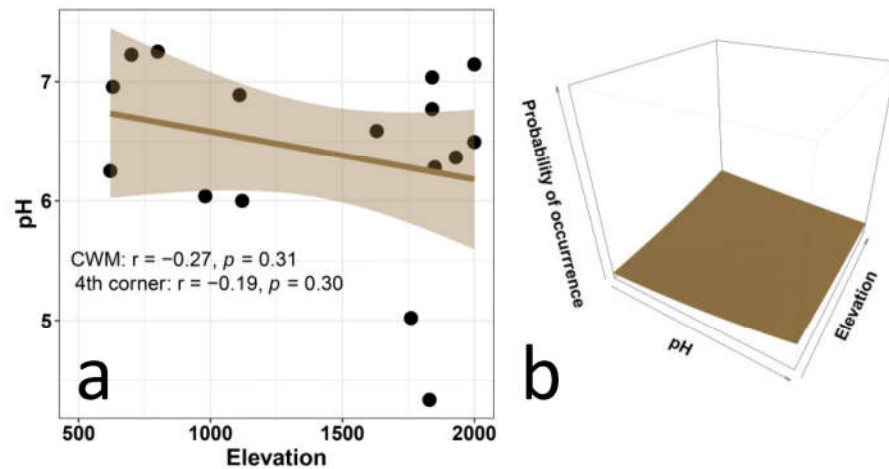 7
6
5
pH
CWM: r = −0.27, p = 0.31
4th corner: r = −0.19, p = 0.30
a
500
1000
1500
2000
Elevation
Probability of occurrrence
pH
Elevation
b